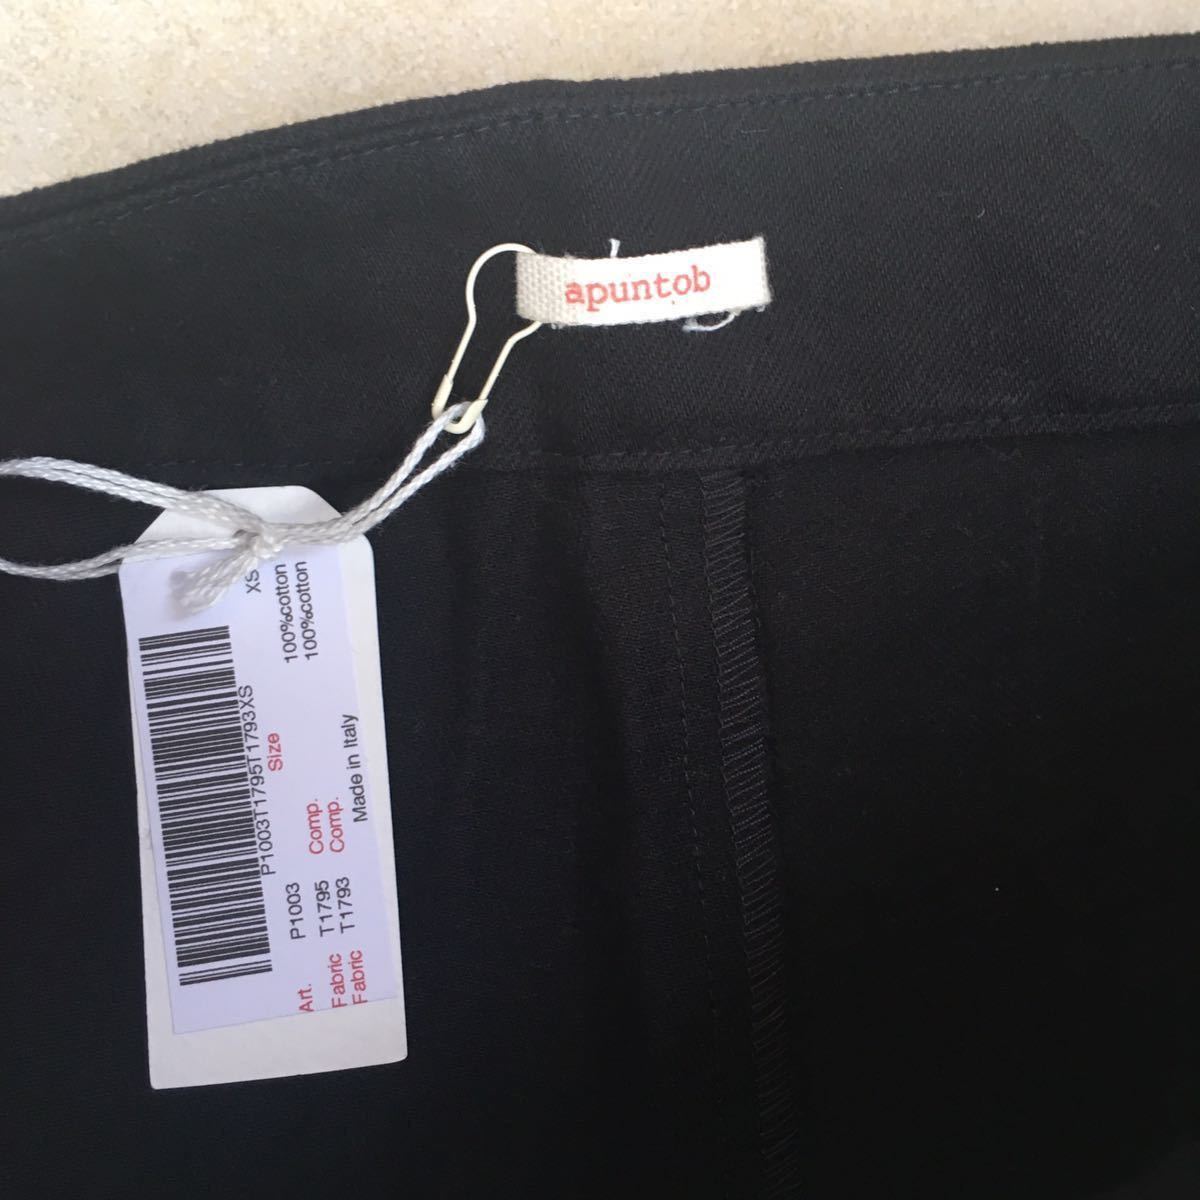 apuntob
P1003T1795T1793XS
Size XS
Art. P1003
Fabric T1795 Comp. 100%cotton
Fabric T1793 Comp. 100%cotton
Made in Italy